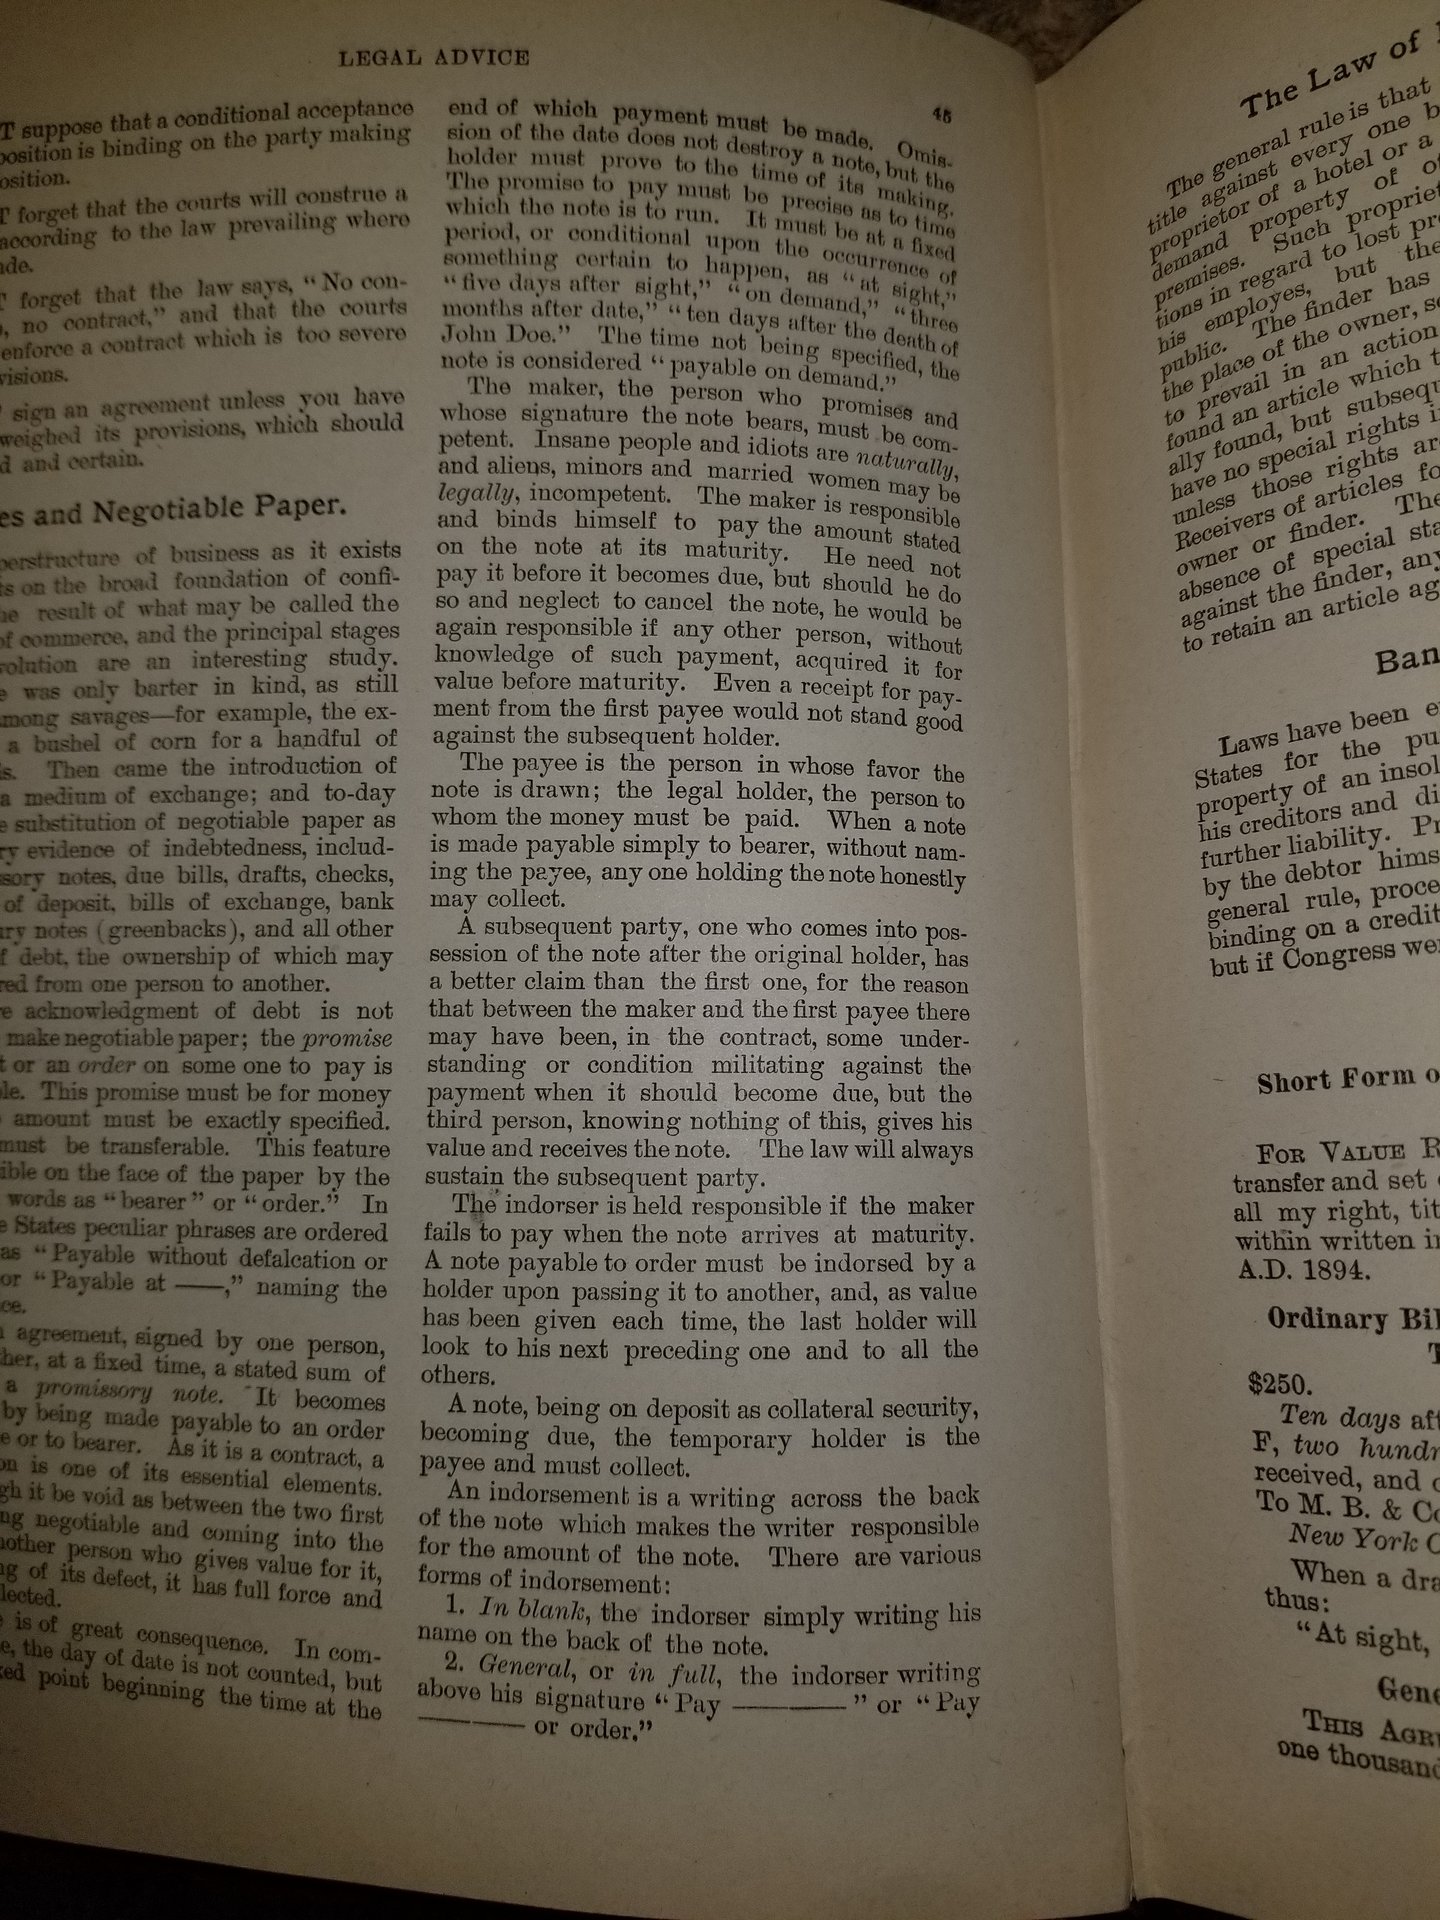 LEGAL ADVICE
45
T suppose that a conditional acceptance
position is binding on the party making
osition.
T forget that the courts will construe a
according to the law prevailing where
ade.
T forget that the law says, "No con-
, no contract," and that the courts
enforce a contract which is too severe
visions.
sign an agreement unless you have
weighed its provisions, which should
d and certain.
es and Negotiable Paper.
perstructure of business as it exists
ts on the broad foundation of confi-
he result of what may be called the
of commerce, and the principal stages
volution are an interesting study.
e was only barter in kind, as still
among savages—for example, the ex-
a bushel of corn for a handful of
s. Then came the introduction of
a medium of exchange; and to-day
e substitution of negotiable paper as
ry evidence of indebtedness, includ-
sory notes, due bills, drafts, checks,
of deposit, bills of exchange, bank
ary notes (greenbacks), and all other
f debt, the ownership of which may
red from one person to another.
e acknowledgment of debt is not
make negotiable paper; the promise
t or an order on some one to pay is
le. This promise must be for money
amount must be exactly specified.
must be transferable. This feature
ible on the face of the paper by the
words as "bearer" or "order." In
e States peculiar phrases are ordered
as "Payable without defalcation or
or "Payable at ——," naming the
ce.
n agreement, signed by one person,
her, at a fixed time, a stated sum of
a promissory note. It becomes
by being made payable to an order
e or to bearer. As it is a contract, a
on is one of its essential elements.
gh it be void as between the two first
ng negotiable and coming into the
nother person who gives value for it,
ng of its defect, it has full force and
llected.
e is of great consequence. In com-
e, the day of date is not counted, but
xed point beginning the time at the
end of which payment must be made. Omis-
sion of the date does not destroy a note, but the
holder must prove to the time of its making.
The promise to pay must be precise as to time
which the note is to run. It must be at a fixed
period, or conditional upon the occurrence of
something certain to happen, as "at sight,"
"five days after sight," "on demand," "three
months after date," "ten days after the death of
John Doe." The time not being specified, the
note is considered "payable on demand."
The maker, the person who promises and
whose signature the note bears, must be com-
petent. Insane people and idiots are naturally,
and aliens, minors and married women may be
legally, incompetent. The maker is responsible
and binds himself to pay the amount stated
on the note at its maturity. He need not
pay it before it becomes due, but should he do
so and neglect to cancel the note, he would be
again responsible if any other person, without
knowledge of such payment, acquired it for
value before maturity. Even a receipt for pay-
ment from the first payee would not stand good
against the subsequent holder.
The payee is the person in whose favor the
note is drawn; the legal holder, the person to
whom the money must be paid. When a note
is made payable simply to bearer, without nam-
ing the payee, any one holding the note honestly
may collect.
A subsequent party, one who comes into pos-
session of the note after the original holder, has
a better claim than the first one, for the reason
that between the maker and the first payee there
may have been, in the contract, some under-
standing or condition militating against the
payment when it should become due, but the
third person, knowing nothing of this, gives his
value and receives the note. The law will always
sustain the subsequent party.
The indorser is held responsible if the maker
fails to pay when the note arrives at maturity.
A note payable to order must be indorsed by a
holder upon passing it to another, and, as value
has been given each time, the last holder will
look to his next preceding one and to all the
others.
A note, being on deposit as collateral security,
becoming due, the temporary holder is the
payee and must collect.
An indorsement is a writing across the back
of the note which makes the writer responsible
for the amount of the note. There are various
forms of indorsement:
1. In blank, the indorser simply writing his
name on the back of the note.
2. General, or in full, the indorser writing
above his signature "Pay ———" or "Pay
——— or order."
The Law of
The general rule is that
title against every one b
proprietor of a hotel or a
demand property of ot
premises. Such propriet
tions in regard to lost pro
his employes, but the
public. The finder has
the place of the owner, so
to prevail in an action
found an article which t
ally found, but subsequ
have no special rights i
unless those rights are
Receivers of articles fo
owner or finder. The
absence of special sta
against the finder, any
to retain an article ag
Ban
Laws have been e
States for the pu
property of an insol
his creditors and di
further liability. Pr
by the debtor hims
general rule, proce
binding on a credit
but if Congress wer
Short Form o
FOR VALUE R
transfer and set
all my right, tit
within written in
A.D. 1894.
Ordinary Bil
$250.
Ten days aft
F, two hundr
received, and c
To M. B. & Co
New York C
When a dra
thus:
"At sight,
Gene
THIS AGRE
one thousand